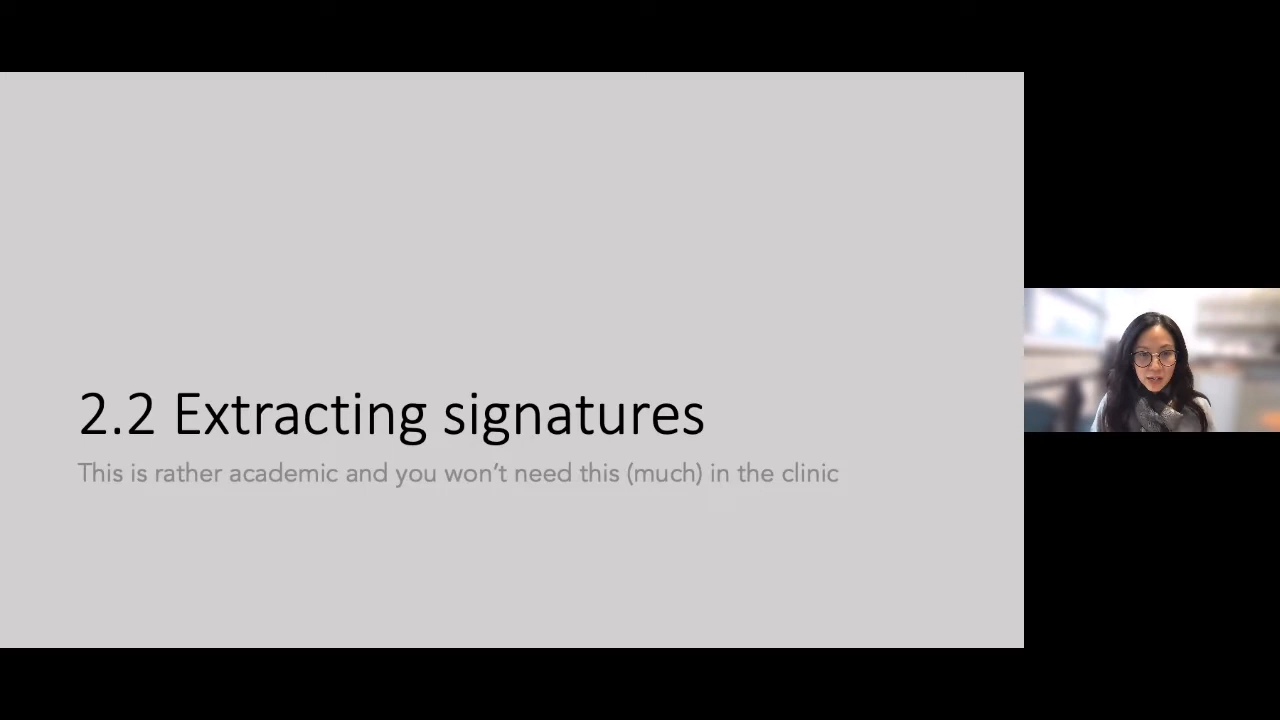 2.2 Extracting signatures
This is rather academic and you won’t need this (much) in the clinic